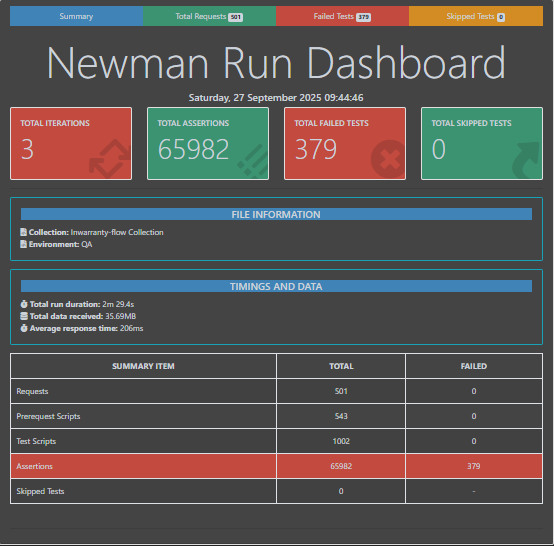 Summary Total Requests 501 Failed Tests 379 Skipped Tests 0
Newman Run Dashboard
Saturday, 27 September 2025 09:44:46
TOTAL ITERATIONS TOTAL ASSERTIONS TOTAL FAILED TESTS TOTAL SKIPPED TESTS
3 65982 379 0
FILE INFORMATION
Collection: Inwarranty-flow Collection
Environment: QA
TIMINGS AND DATA
Total run duration: 2m 29.4s
Total data received: 35.69MB
Average response time: 206ms
SUMMARY ITEM TOTAL FAILED
Requests 501 0
Prerequest Scripts 543 0
Test Scripts 1002 0
Assertions 65982 379
Skipped Tests 0 -